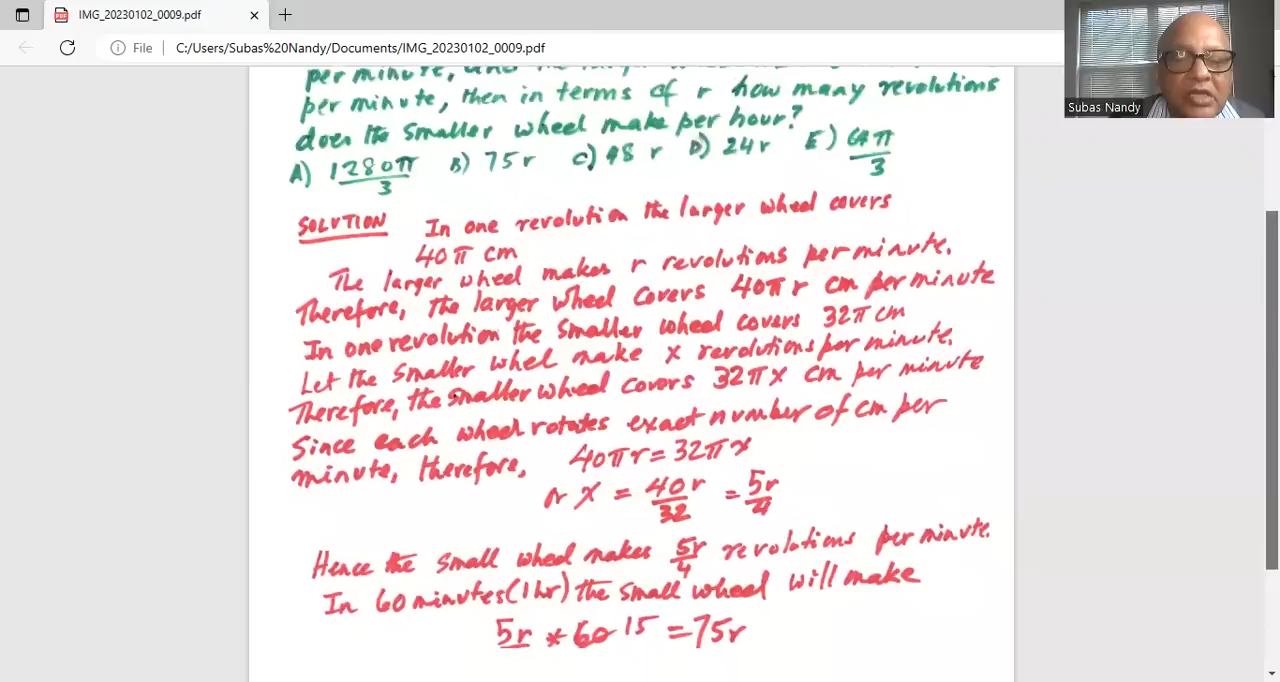 IMG_20230102_0009.pdf
File C:/Users/Subas%20Nandy/Documents/IMG_20230102_0009.pdf
Subas Nandy
per minute,
per minute, then in terms of r how many revolutions
does the smaller wheel make per hour?
A) 1280π/3 B) 75r C) 48 r D) 24r E) 64π/3
SOLUTION In one revolution the larger wheel covers
40π cm
The larger wheel makes r revolutions per minute.
Therefore, the larger wheel covers 40πr cm per minute
In one revolution the smaller wheel covers 32π cm
Let the smaller whel make x revolutions per minute.
Therefore, the smaller wheel covers 32πx cm per minute
Since each wheel rotates exact number of cm per
minute, therefore, 40πr = 32πx
or x = 40r/32 = 5r/4
Hence the small wheel makes 5r/4 revolutions per minute.
In 60 minutes (1 hr) the small wheel will make
5r * 60 15 = 75r